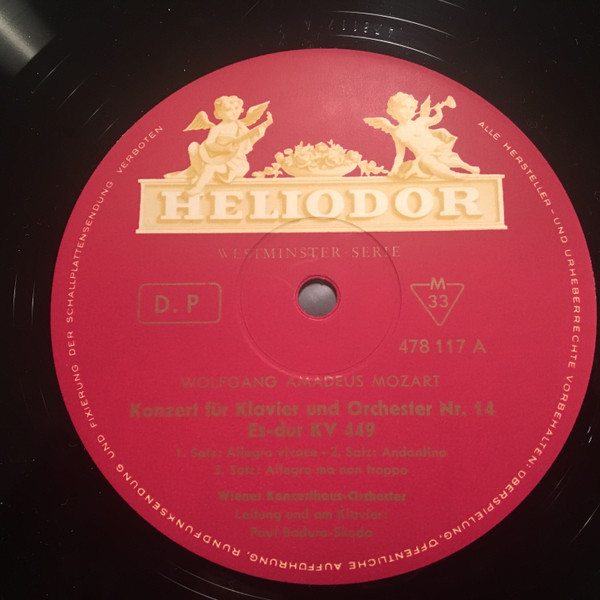 HELIODOR
WESTMINSTER-SERIE
D. P
M
33
478 117 A
WOLFGANG AMADEUS MOZART
Konzert für Klavier und Orchester Nr. 14
Es-dur KV 449
1. Satz: Allegro vivace - 2. Satz: Andantino
3. Satz: Allegro ma non troppo
Wiener Konzerthaus-Orchester
Leitung und am Klavier:
Paul Badura-Skoda
ALLE HERSTELLER- UND URHEBERRECHTE VORBEHALTEN: ÜBERSPIELUNG, ÖFFENTLICHE AUFFÜHRUNG, RUNDFUNKSENDUNG UND FIXIERUNG DER SCHALLPLATTENSENDUNG VERBOTEN